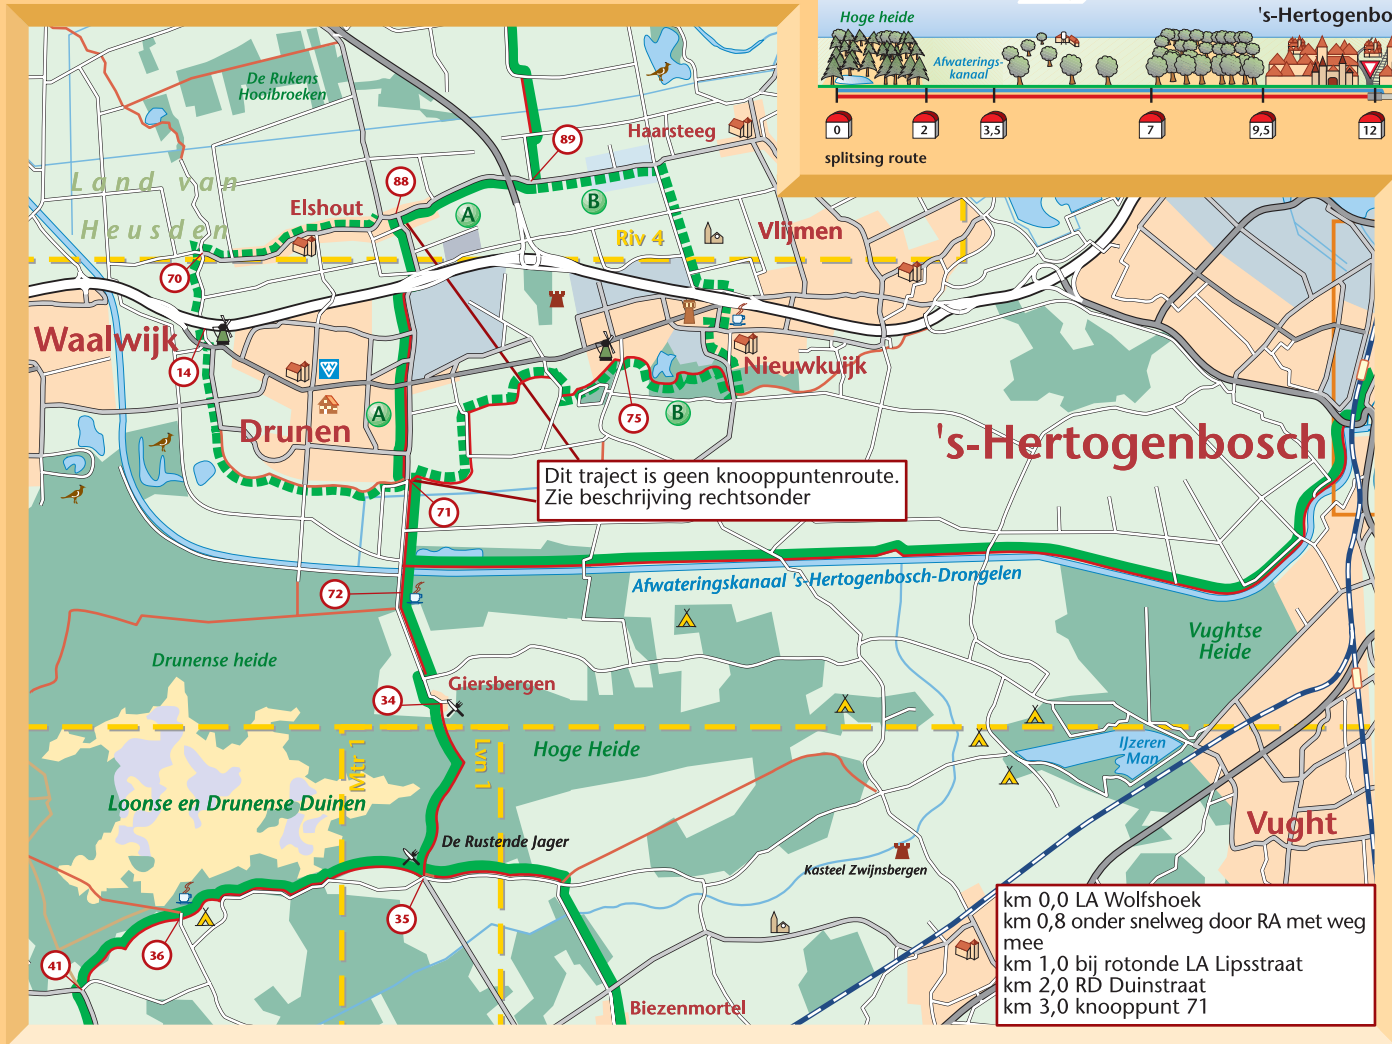 Hoge heide
's-Hertogenbo
Afwaterings-
kanaal
0
2
3,5
7
9,5
12
splitsing route
De Rukens
Hooibroeken
Haarsteeg
89
88
Land van
Heusden
Elshout
A
B
Riv 4
Vlijmen
70
Waalwijk
14
Nieuwkuijk
75
B
A
Drunen
's-Hertogenbosch
Dit traject is geen knooppuntenroute.
Zie beschrijving rechtsonder
71
72
Afwateringskanaal 's-Hertogenbosch-Drongelen
Vughtse
Heide
Drunense heide
Giersbergen
34
Hoge Heide
IJzeren
Man
Mtr 1
Lvn 1
Loonse en Drunense Duinen
Vught
De Rustende Jager
Kasteel Zwijnsbergen
35
36
41
Biezenmortel
km 0,0 LA Wolfshoek
km 0,8 onder snelweg door RA met weg
mee
km 1,0 bij rotonde LA Lipsstraat
km 2,0 RD Duinstraat
km 3,0 knooppunt 71